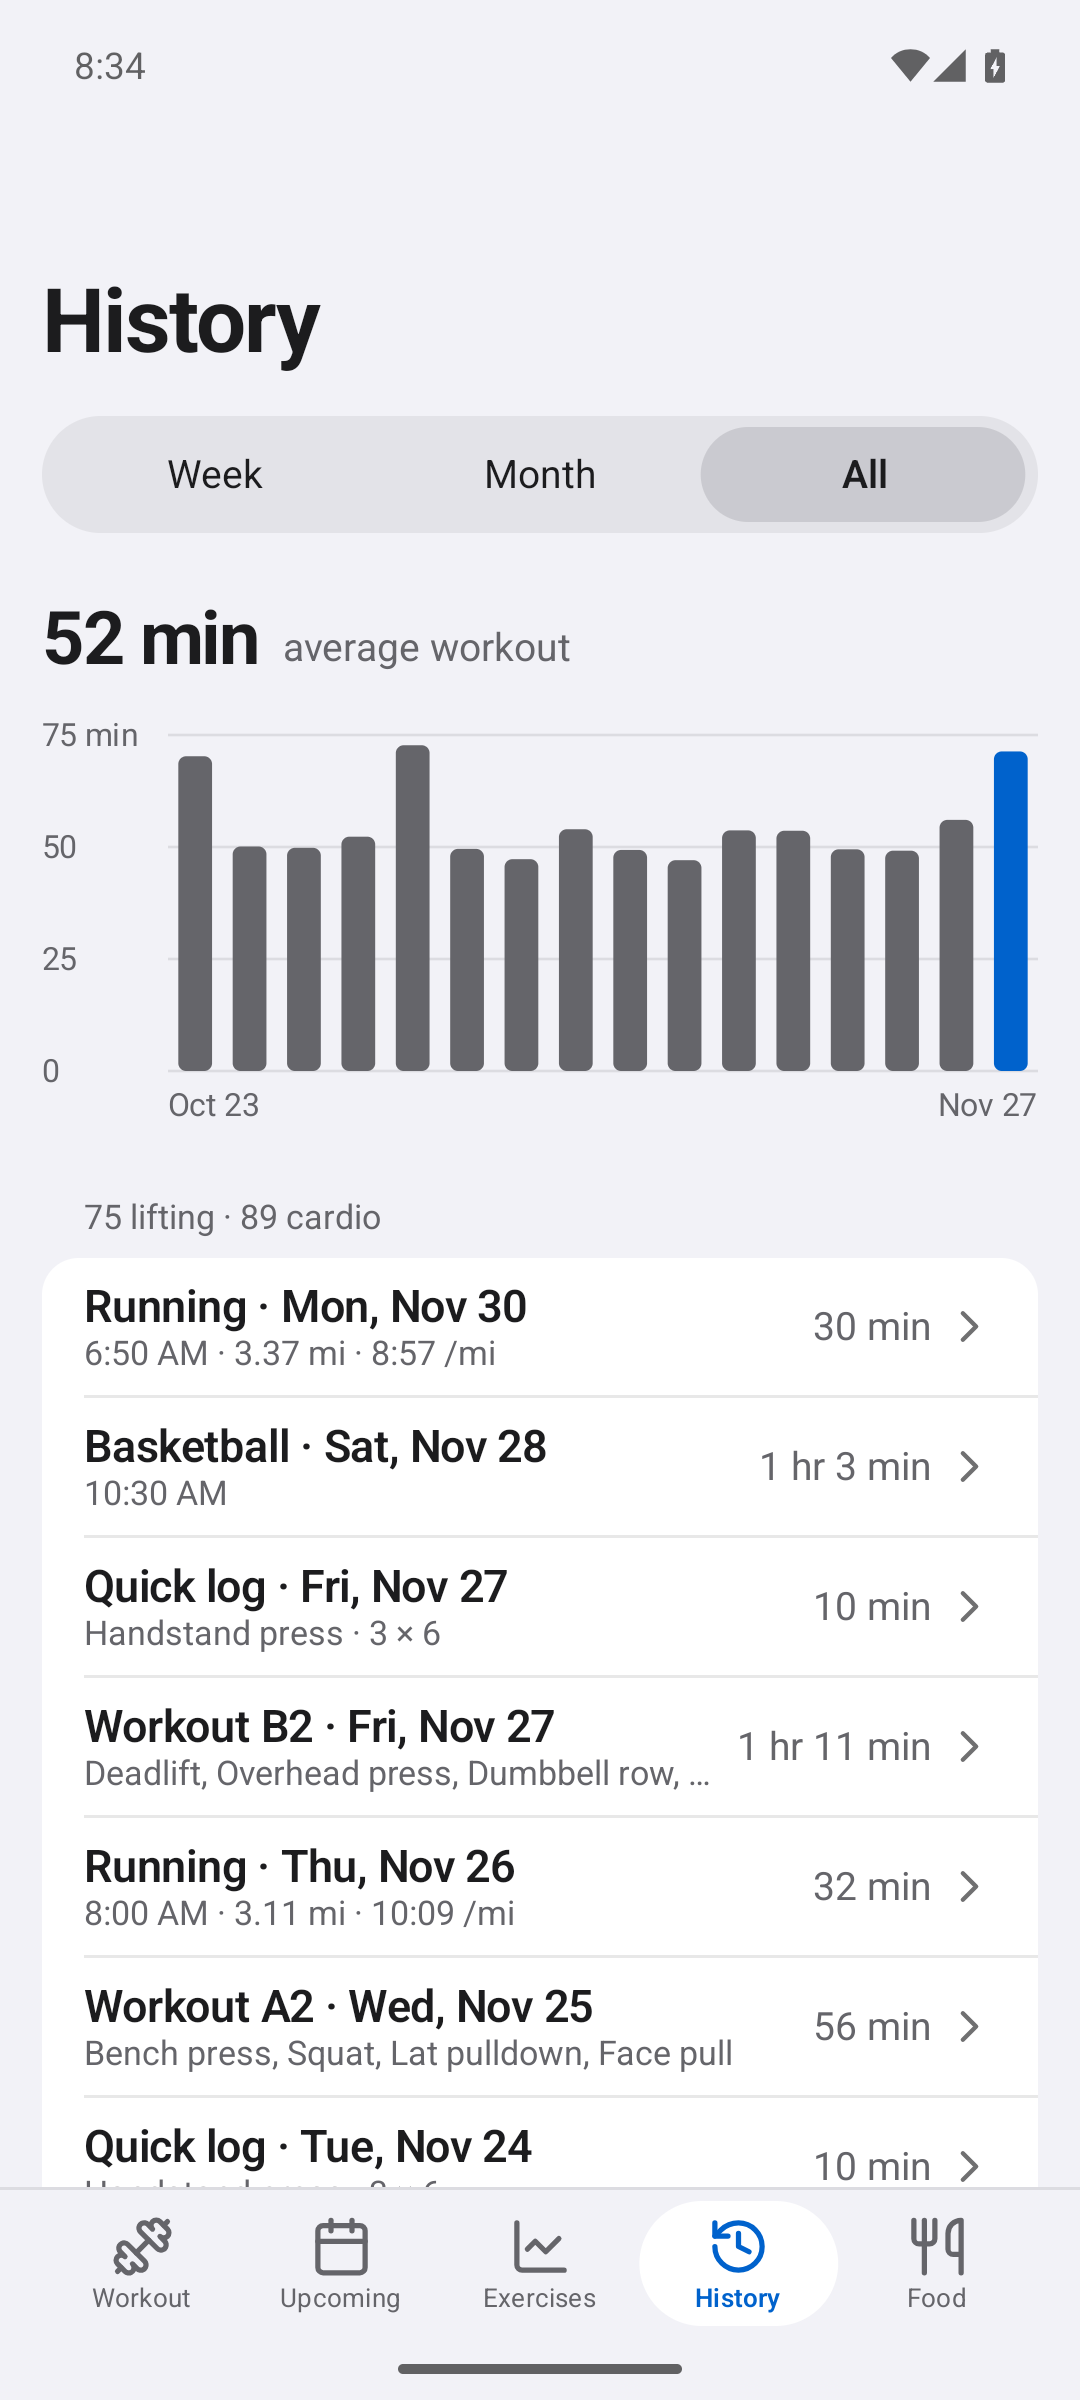 8:34
History
Week Month All
52 min average workout
75 min
50
25
0
Oct 23 Nov 27
75 lifting · 89 cardio
Running · Mon, Nov 30
6:50 AM · 3.37 mi · 8:57 /mi
30 min
Basketball · Sat, Nov 28
10:30 AM
1 hr 3 min
Quick log · Fri, Nov 27
Handstand press · 3 × 6
10 min
Workout B2 · Fri, Nov 27
Deadlift, Overhead press, Dumbbell row, ...
1 hr 11 min
Running · Thu, Nov 26
8:00 AM · 3.11 mi · 10:09 /mi
32 min
Workout A2 · Wed, Nov 25
Bench press, Squat, Lat pulldown, Face pull
56 min
Quick log · Tue, Nov 24
10 min
Workout Upcoming Exercises History Food